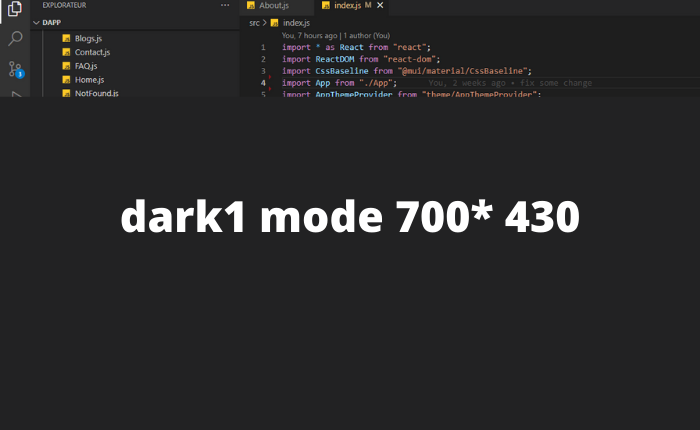 EXPLORATEUR
···
DAPP
Blogs.js
Contact.js
FAQ.js
Home.js
NotFound.js
1
About.js
index.js M
src > index.js
You, 7 hours ago | 1 author (You)
1 import * as React from "react";
2 import ReactDOM from "react-dom";
3 import CssBaseline from "@mui/material/CssBaseline";
4 import App from "./App"; You, 2 weeks ago • fix some change
5 import AppThemeProvider from "theme/AppThemeProvider";
dark1 mode 700* 430